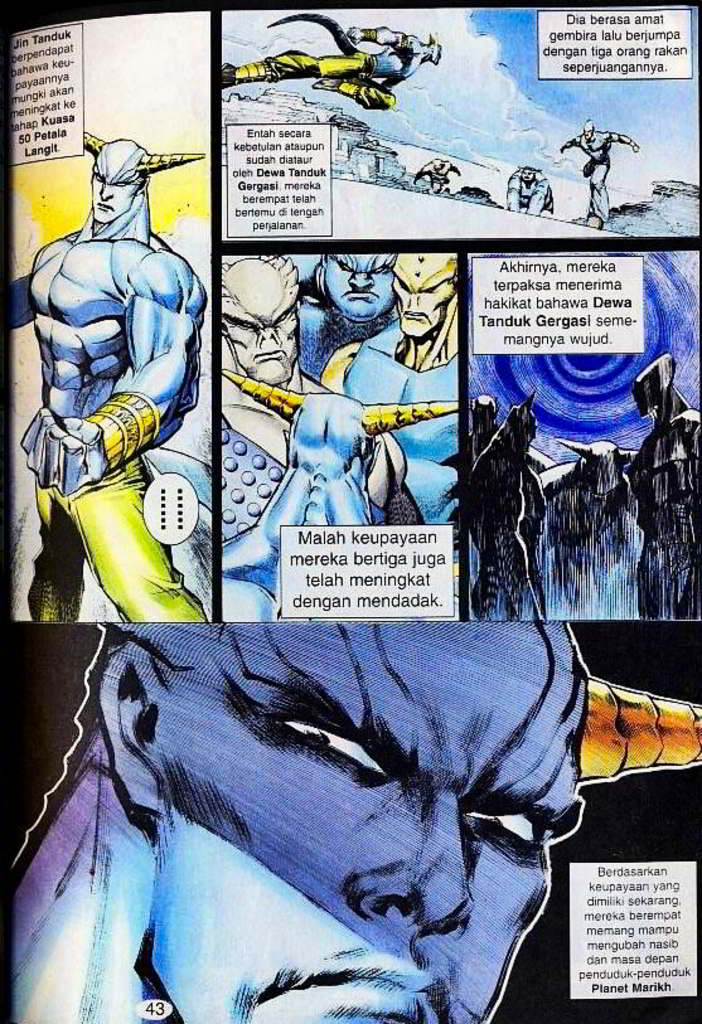 Jin Tanduk
berpendapat
bahawa keu-
payaannya
mungki akan
meningkat ke
tahap Kuasa
50 Petala
Langit.
Dia berasa amat
gembira lalu berjumpa
dengan tiga orang rakan
seperjuangannya.
Entah secara
kebetulan ataupun
sudah diataur
oleh Dewa Tanduk
Gergasi, mereka
berempat telah
bertemu di tengah
perjalanan.
Malah keupayaan
mereka bertiga juga
telah meningkat
dengan mendadak.
Akhirnya, mereka
terpaksa menerima
hakikat bahawa Dewa
Tanduk Gergasi seme-
mangnya wujud.
Berdasarkan
keupayaan yang
dimiliki sekarang,
mereka berempat
memang mampu
mengubah nasib
dan masa depan
penduduk-penduduk
Planet Marikh.
43